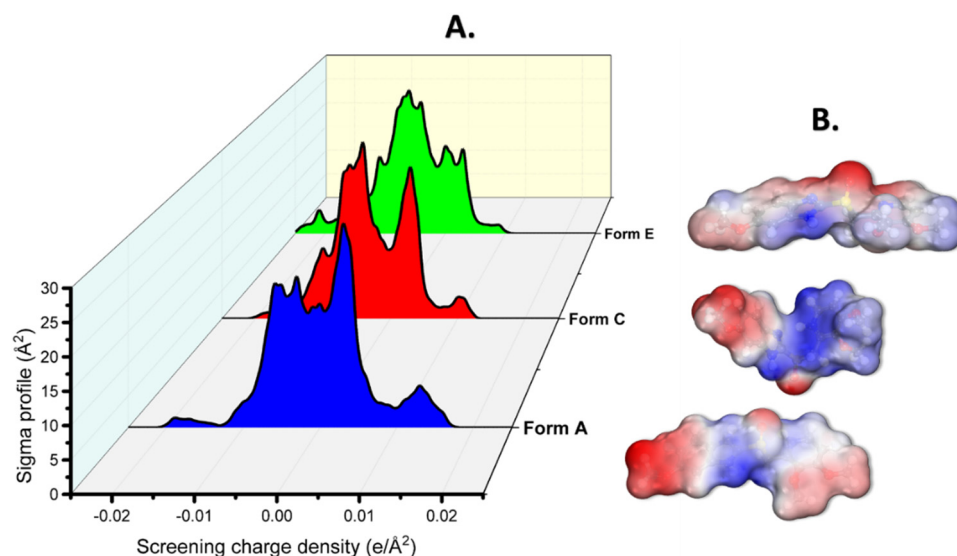 A.
B.
Form E
Form C
Form A
30
25
20
15
10
5
0
Sigma profile (Å²)
-0.02
-0.01
0.00
0.01
0.02
Screening charge density (e/Å²)